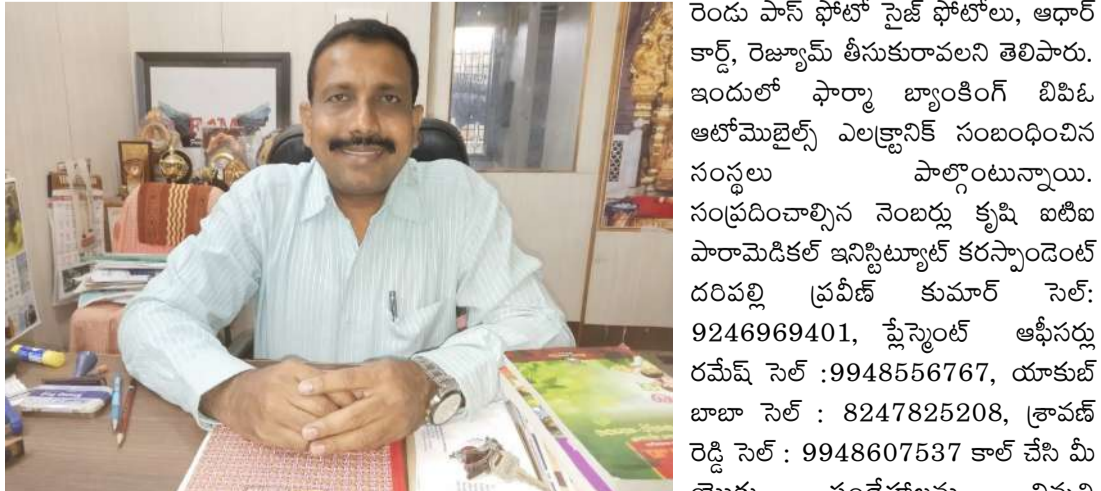 రెండు పాస్ ఫోటో సైజ్ ఫోటోలు, ఆధార్
కార్డ్, రెజ్యూమ్ తీసుకురావలని తెలిపారు.
ఇందులో ఫార్మా బ్యాంకింగ్ బిపిఓ
ఆటోమొబైల్స్ ఎలక్ట్రానిక్ సంబంధించిన
సంస్థలు పాల్గొంటున్నాయి.
సంప్రదించాల్సిన నెంబర్లు కృషి ఐటిఐ
పారామెడికల్ ఇనిస్టిట్యూట్ కరస్పాండెంట్
దరిపల్లి ప్రవీణ్ కుమార్ సెల్:
9246969401, ప్లేస్మెంట్ ఆఫీసర్లు
రమేష్ సెల్ :9948556767, యాకుబ్
బాబా సెల్ : 8247825208, శ్రావణ్
రెడ్డి సెల్ : 9948607537 కాల్ చేసి మీ